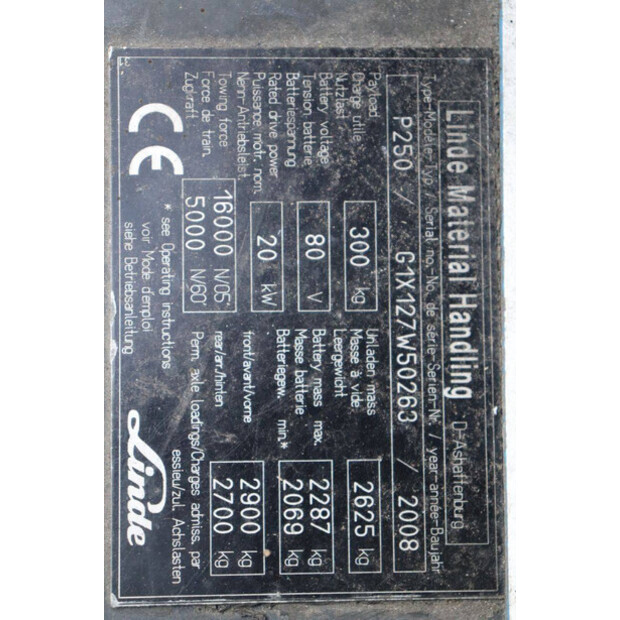 Linde Material Handling D-Ashaffenburg
Type-Modèle-Typ / Serial no.-No. de série-Serien-Nr. / year-année-Baujahr
P250 / G1X127W50263 / 2008
Payload
Charge utile
Nutzlast
300 kg
Unladen mass
Masse à vide
Leergewicht
2625 kg
Battery voltage
Tension batterie
Batteriespannung
80 V
Battery mass max.
Masse batterie
Batteriegew. min.*
2287 kg
2069 kg
Rated drive power
Puissance motr. nom.
Nenn-Antriebsleist.
20 kW
front/avant/vorne
rear/arr./hinten
2900 kg
2700 kg
Towing force
Force de train.
Zugkraft
16000 N/05'
5000 N/60'
Perm. axle loadings/Charges admiss. par
essieu/zul. Achslasten
* see Operating instructions
voir Mode d'emploi
siehe Betriebsanleitung
CE
Linde